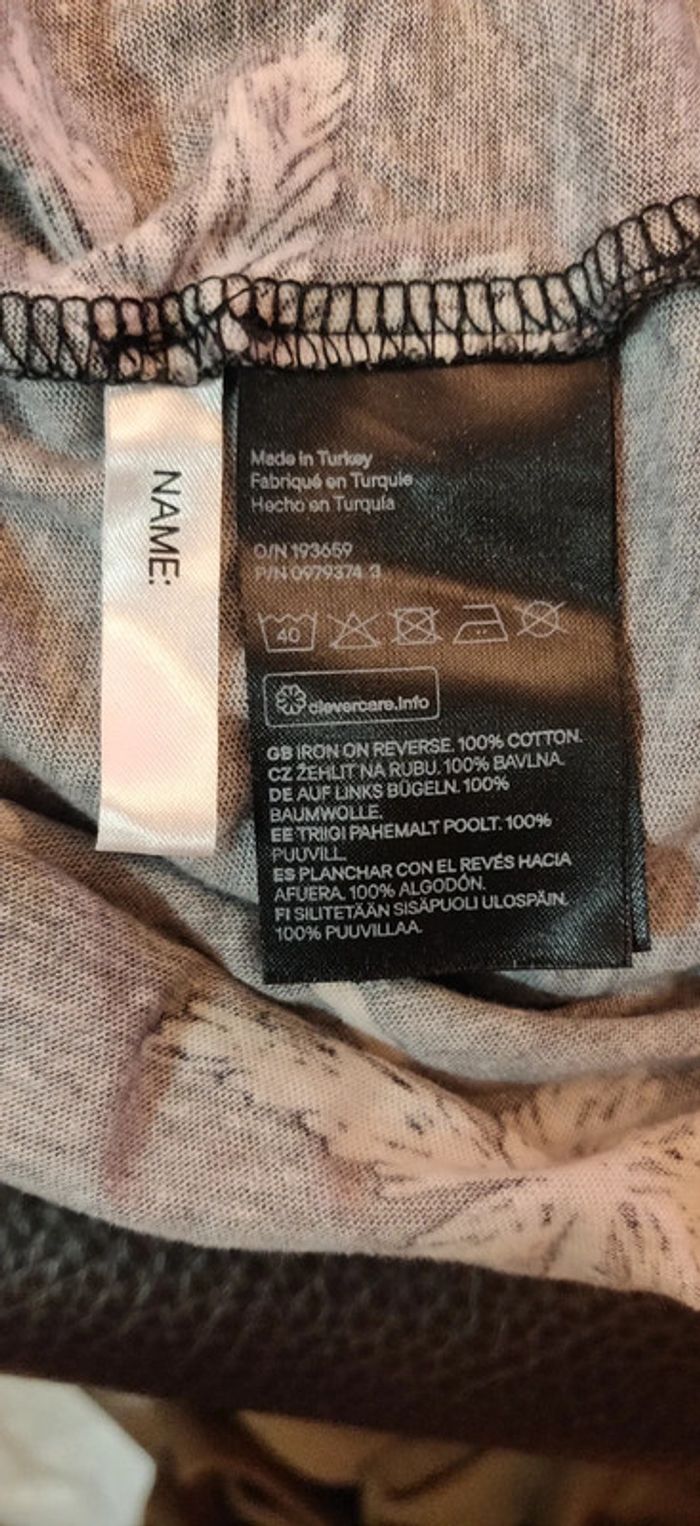 NAME:
Made in Turkey
Fabriqué en Turquie
Hecho en Turquía
O/N 193659
P/N 0979374 3
40
clevercare.info
GB IRON ON REVERSE. 100% COTTON.
CZ ŽEHLIT NA RUBU. 100% BAVLNA.
DE AUF LINKS BÜGELN. 100%
BAUMWOLLE.
EE TRIIGI PAHEMALT POOLT. 100%
PUUVILL.
ES PLANCHAR CON EL REVÉS HACIA
AFUERA. 100% ALGODÓN.
FI SILITETÄÄN SISÄPUOLI ULOSPÄIN.
100% PUUVILLAA.